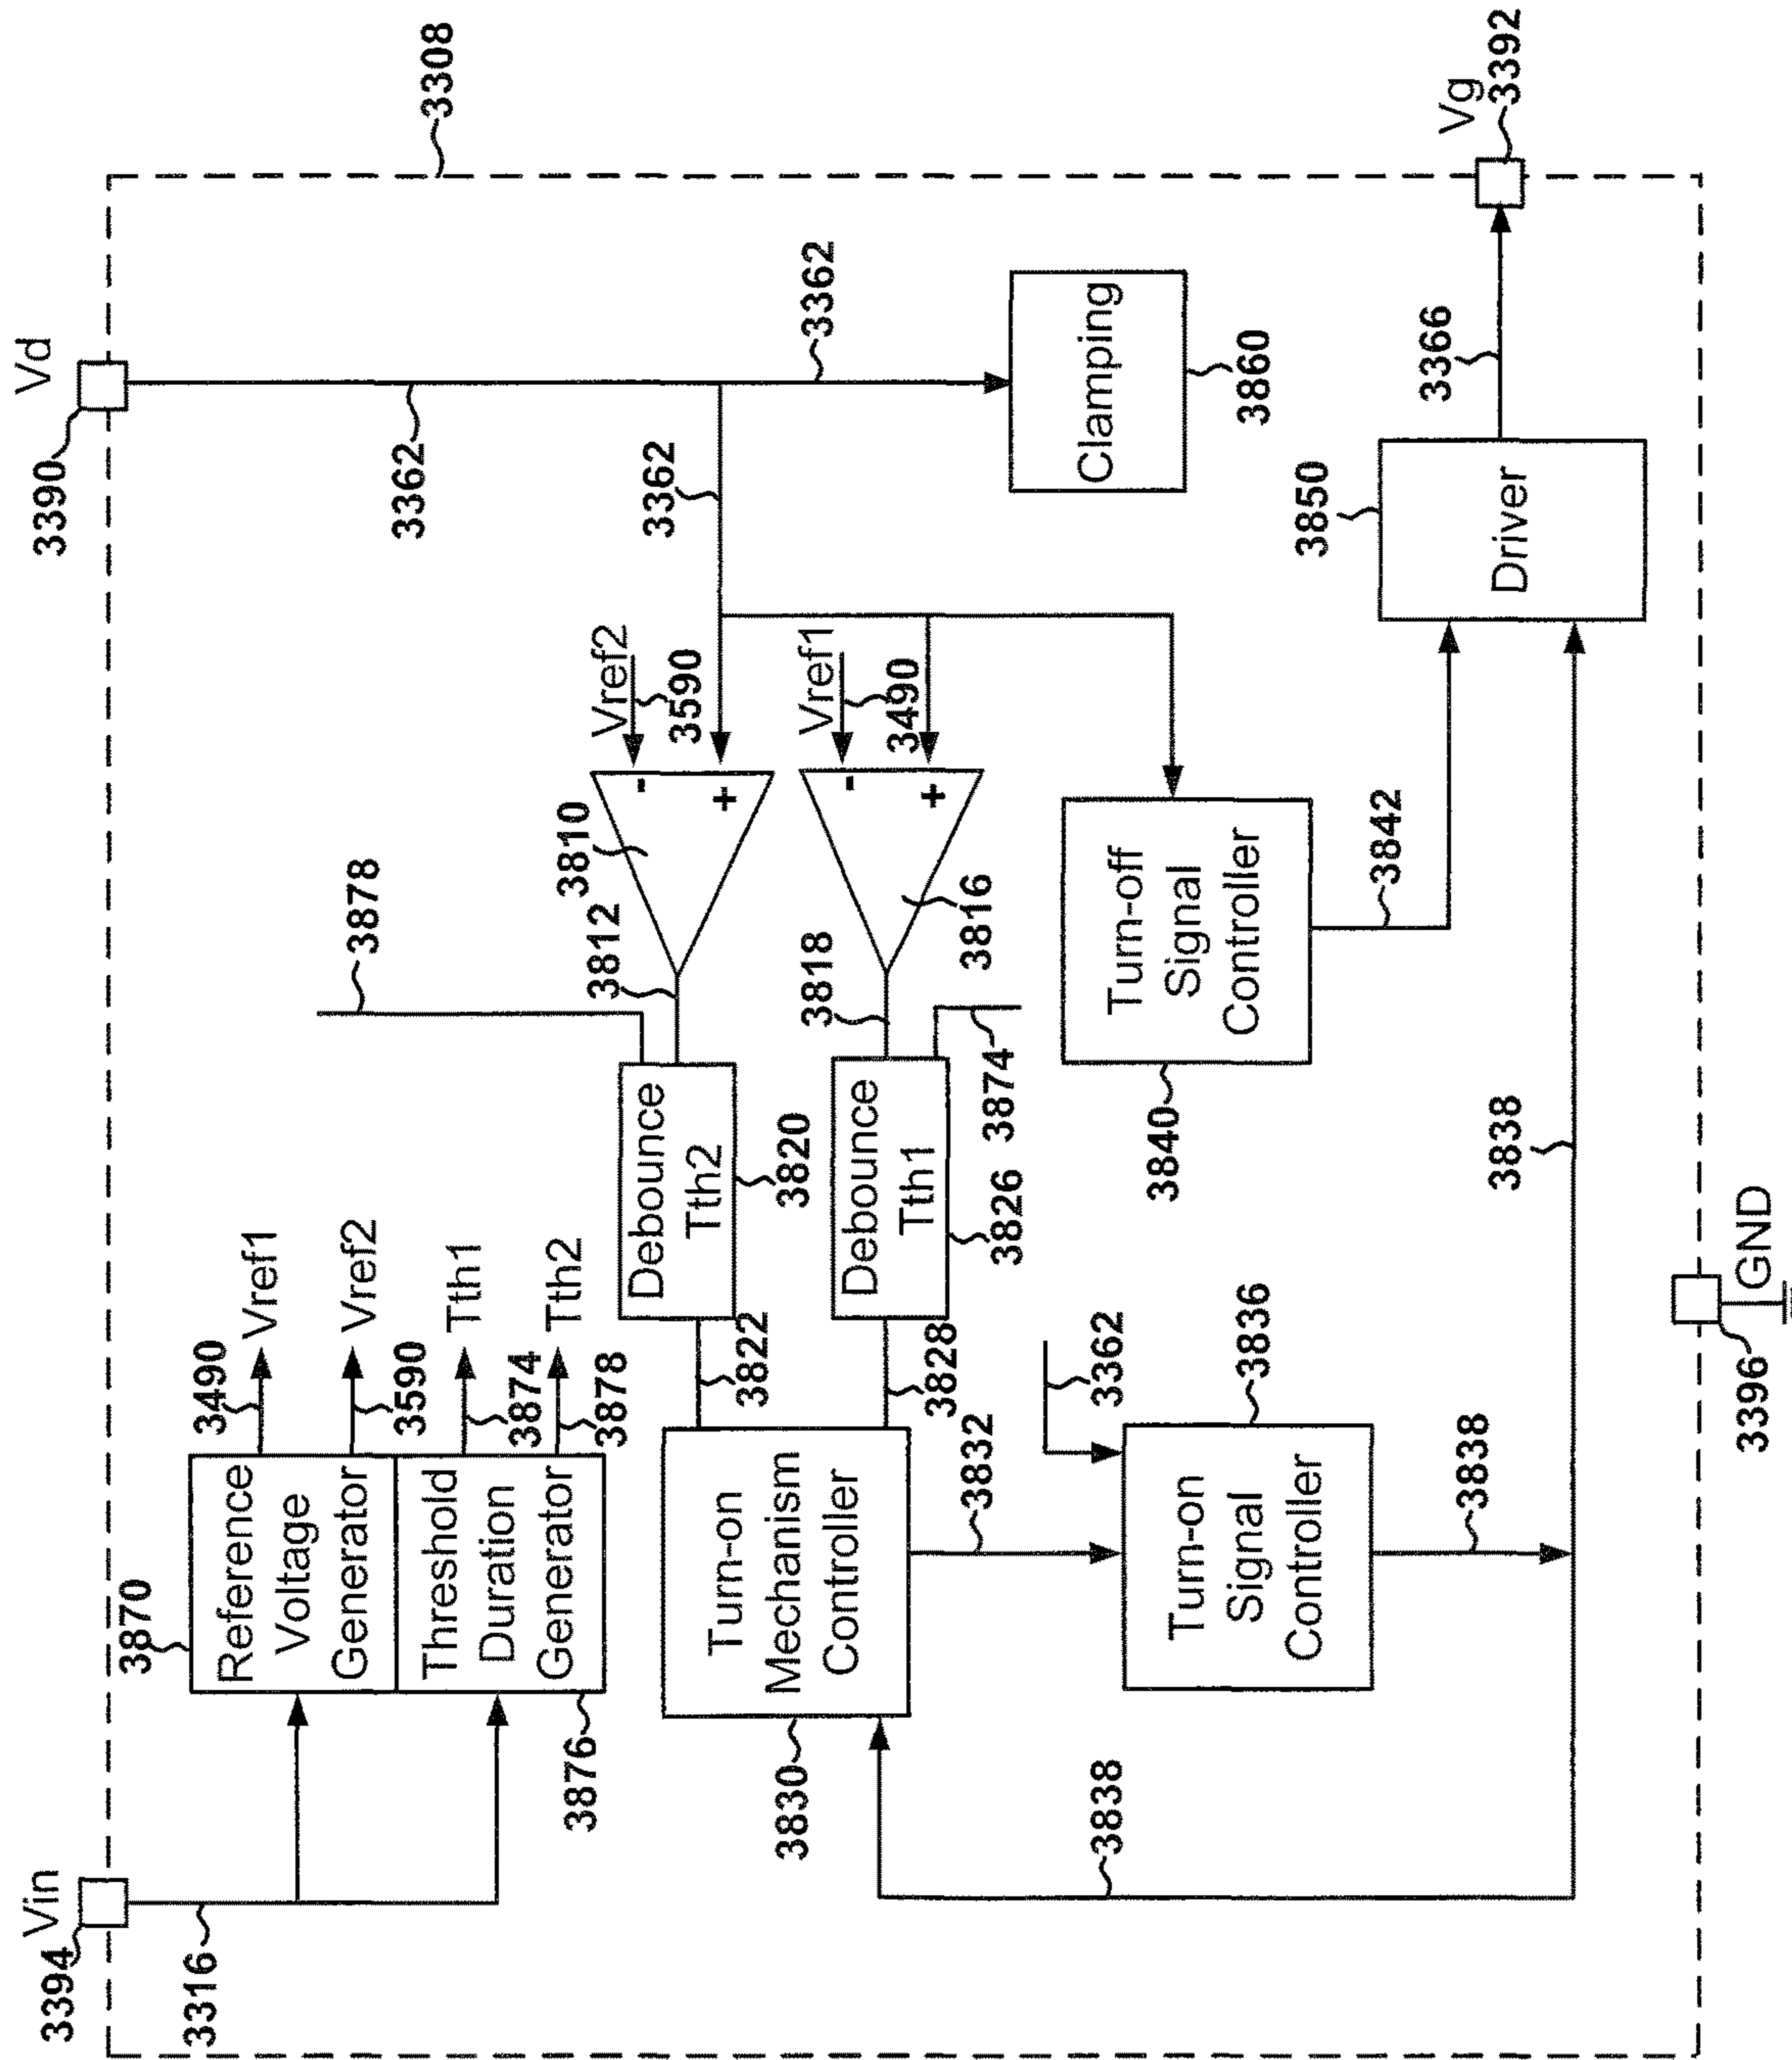 3308
Vin
3394
3316
Vd
3390
3362
3362
3362
3870
Reference
Voltage
Generator
Threshold
Duration
Generator
3876
3490
Vref1
3590
Vref2
3874
Tth1
3878
Tth2
3878
3812
3810
Vref2
3590
-
+
Debounce
Tth2
3820
3822
3818
3816
Vref1
3490
-
+
Debounce
Tth1
3826
3874
3828
Turn-on
Mechanism
Controller
3830
3832
3362
Turn-on
Signal
Controller
3836
3838
3838
3838
Turn-off
Signal
Controller
3840
3842
Clamping
3860
Driver
3850
3366
Vg
3392
GND
3396